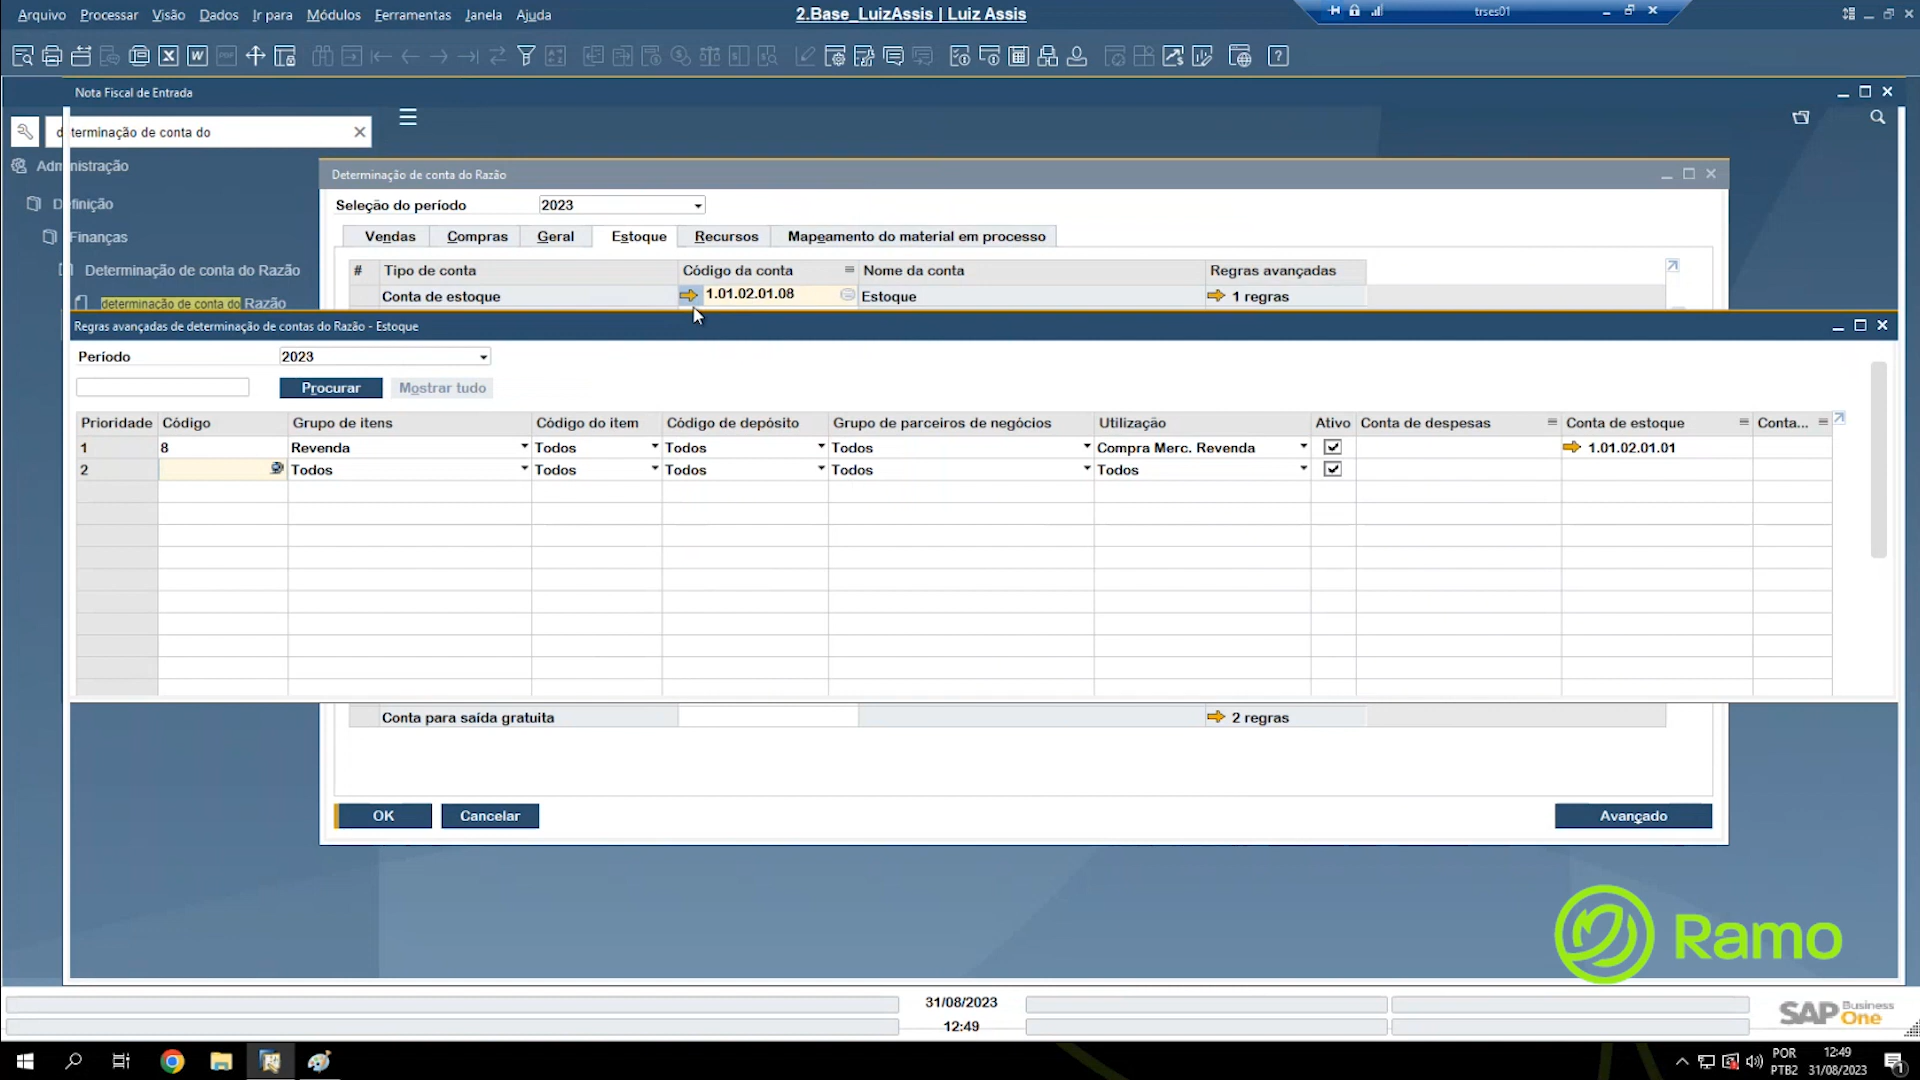 Arquivo Processar Visão Dados Ir para Módulos Ferramentas Janela Ajuda
2.Base_LuizAssis | Luiz Assis
trses01
Nota Fiscal de Entrada
determinação de conta do
Administração
Definição
Finanças
Determinação de conta do Razão
determinação de conta do Razão
Determinação de conta do Razão
Seleção do período 2023
Vendas Compras Geral Estoque Recursos Mapeamento do material em processo
# Tipo de conta Código da conta Nome da conta Regras avançadas
Conta de estoque 1.01.02.01.08 Estoque 1 regras
Regras avançadas de determinação de contas do Razão - Estoque
Período 2023
Procurar Mostrar tudo
Prioridade Código Grupo de itens Código do item Código de depósito Grupo de parceiros de negócios Utilização Ativo Conta de despesas Conta de estoque Conta...
1 8 Revenda Todos Todos Todos Compra Merc. Revenda 1.01.02.01.01
2 Todos Todos Todos Todos Todos
Conta para saída gratuita 2 regras
OK Cancelar Avançado
Ramo
31/08/2023
12:49
SAP Business One
POR
PTB2
12:49
31/08/2023
1